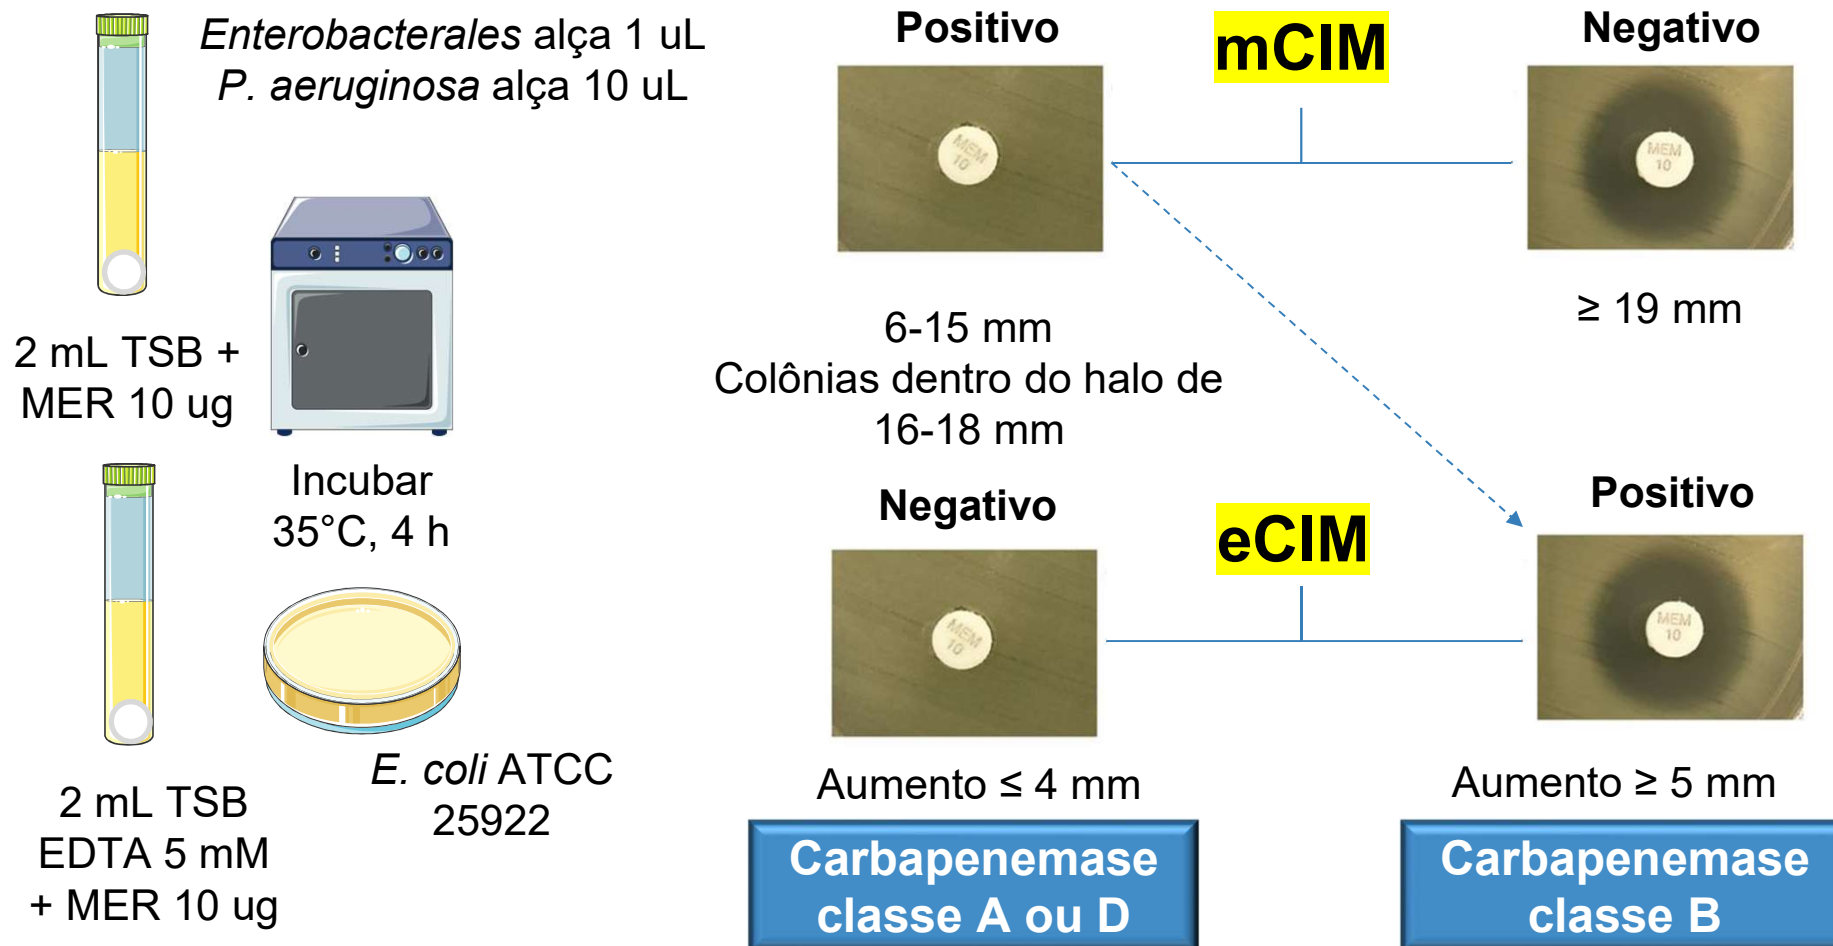 Enterobacterales alça 1 uL
P. aeruginosa alça 10 uL
2 mL TSB +
MER 10 ug
Incubar
35°C, 4 h
2 mL TSB
EDTA 5 mM
+ MER 10 ug
E. coli ATCC
25922
Positivo
mCIM
Negativo
MEM
10
MEM
10
6-15 mm
Colônias dentro do halo de
16-18 mm
≥ 19 mm
Negativo
eCIM
Positivo
MEM
10
MEM
10
Aumento ≤ 4 mm
Aumento ≥ 5 mm
Carbapenemase
classe A ou D
Carbapenemase
classe B